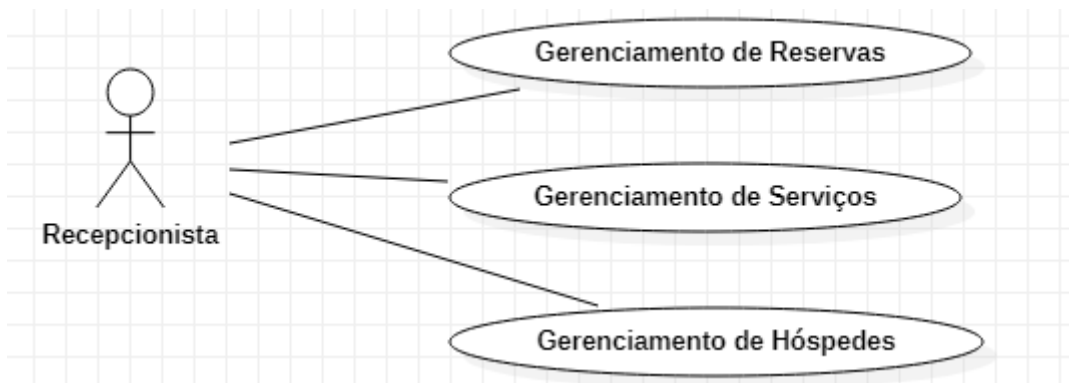 Gerenciamento de Reservas
Gerenciamento de Serviços
Recepcionista
Gerenciamento de Hóspedes